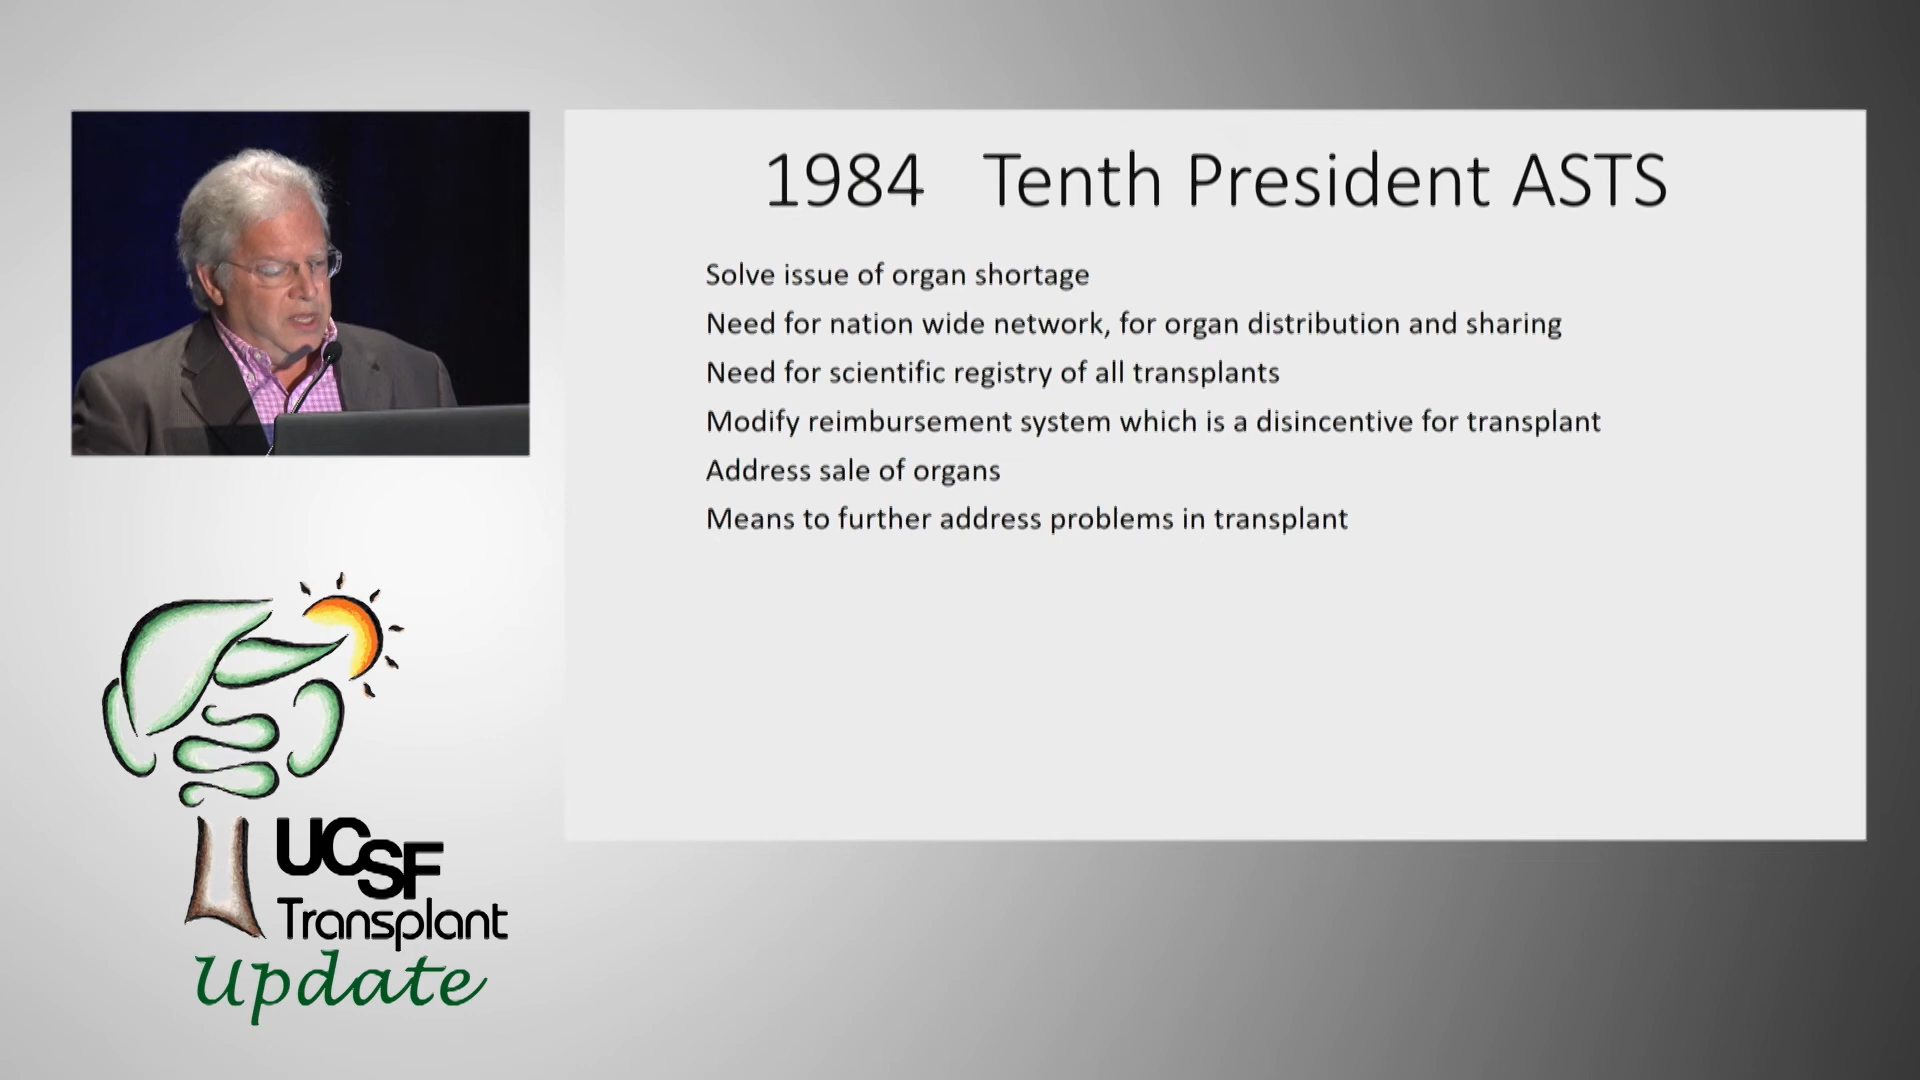 1984 Tenth President ASTS
Solve issue of organ shortage
Need for nation wide network, for organ distribution and sharing
Need for scientific registry of all transplants
Modify reimbursement system which is a disincentive for transplant
Address sale of organs
Means to further address problems in transplant
UCSF
Transplant
Update